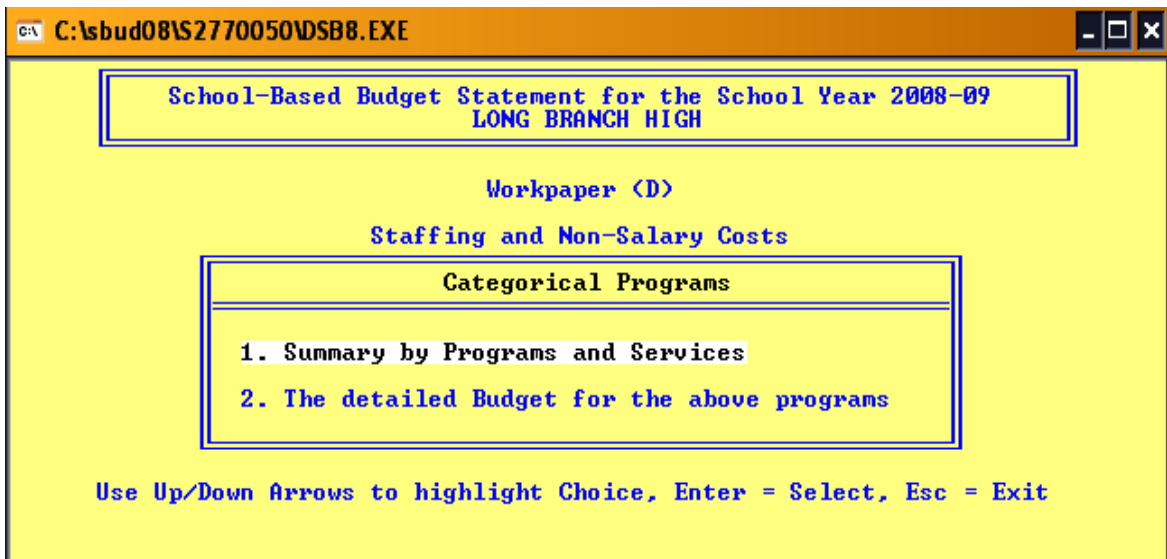 C:\sbud08\S2770050\DSB8.EXE
School-Based Budget Statement for the School Year 2008-09
LONG BRANCH HIGH
Workpaper (D)
Staffing and Non-Salary Costs
Categorical Programs
1. Summary by Programs and Services
2. The detailed Budget for the above programs
Use Up/Down Arrows to highlight Choice, Enter = Select, Esc = Exit